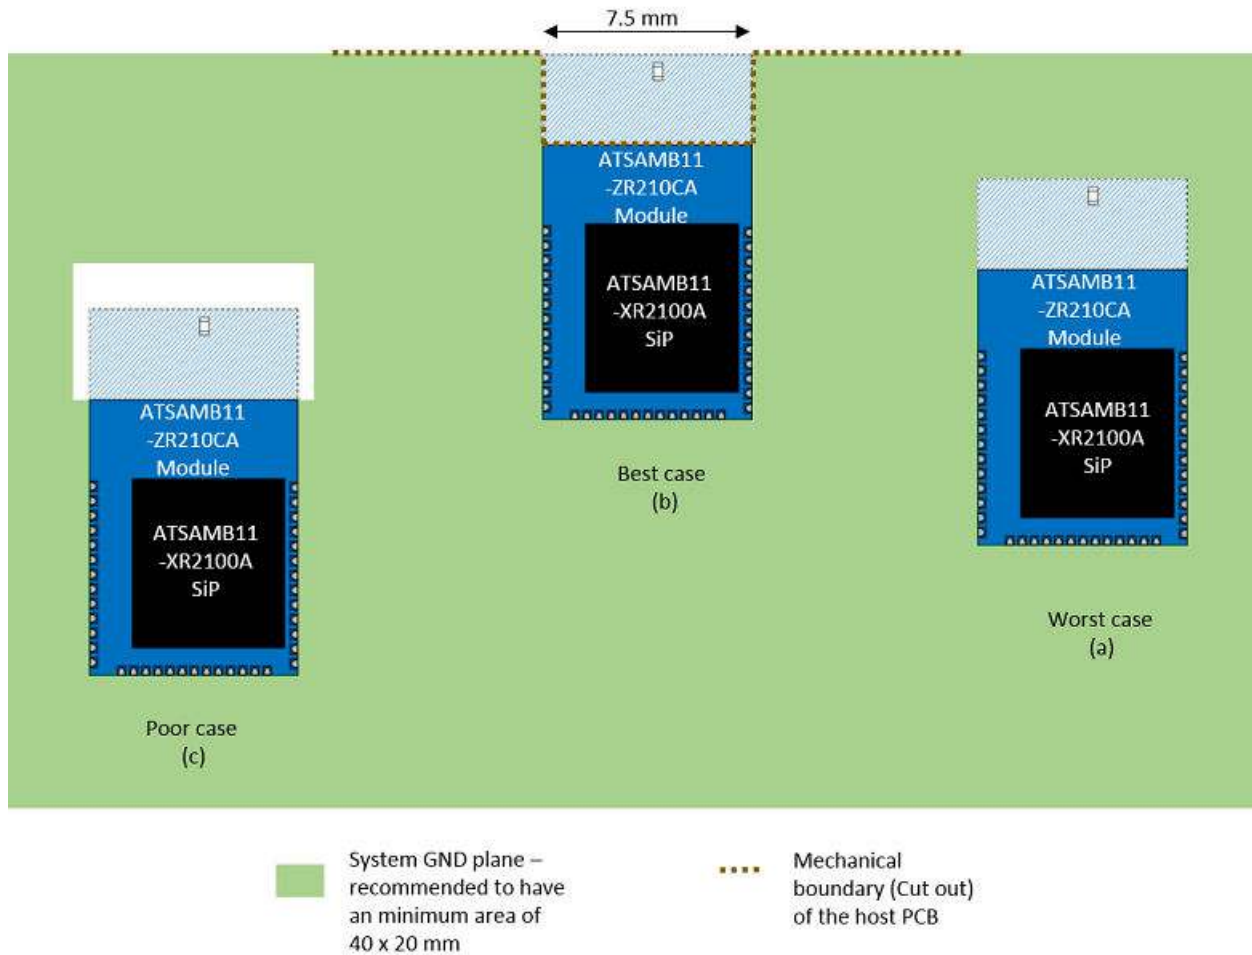 7.5 mm
ATSAMB11
-ZR210CA
Module
ATSAMB11
-XR2100A
SiP
Best case
(b)
ATSAMB11
-ZR210CA
Module
ATSAMB11
-XR2100A
SiP
Worst case
(a)
ATSAMB11
-ZR210CA
Module
ATSAMB11
-XR2100A
SiP
Poor case
(c)
System GND plane –
recommended to have
an minimum area of
40 x 20 mm
Mechanical
boundary (Cut out)
of the host PCB